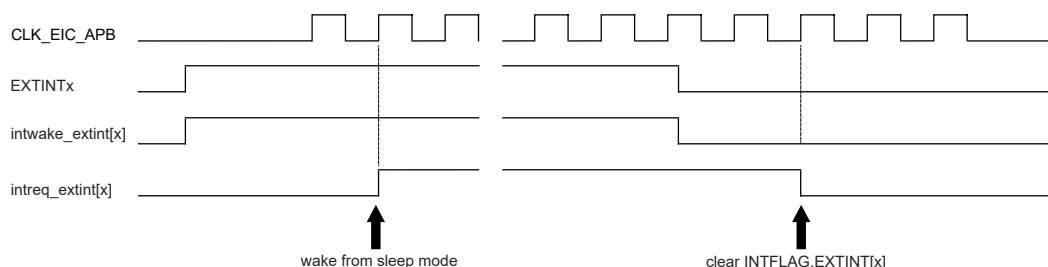 CLK_EIC_APB
EXTINTx
intwake_extint[x]
intreq_extint[x]
wake from sleep mode
clear INTFLAG.EXTINT[x]